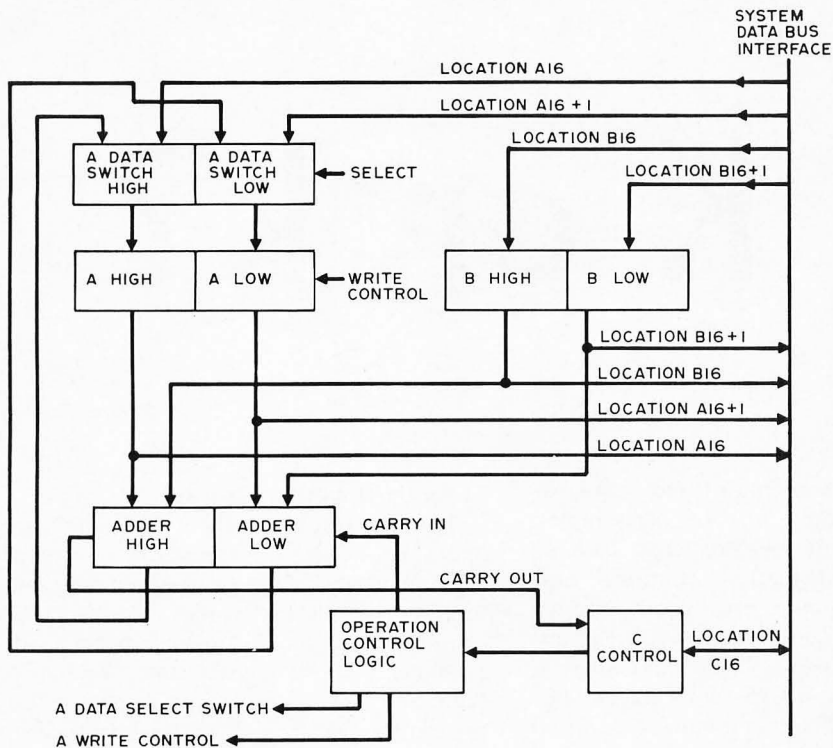 SYSTEM
DATA BUS
INTERFACE
LOCATION A16
LOCATION A16 + 1
LOCATION B16
LOCATION B16+1
A DATA
SWITCH
HIGH
A DATA
SWITCH
LOW
SELECT
A HIGH
A LOW
WRITE
CONTROL
B HIGH
B LOW
LOCATION B16+1
LOCATION B16
LOCATION A16+1
LOCATION A16
ADDER
HIGH
ADDER
LOW
CARRY IN
CARRY OUT
OPERATION
CONTROL
LOGIC
C
CONTROL
LOCATION
C16
A DATA SELECT SWITCH
A WRITE CONTROL